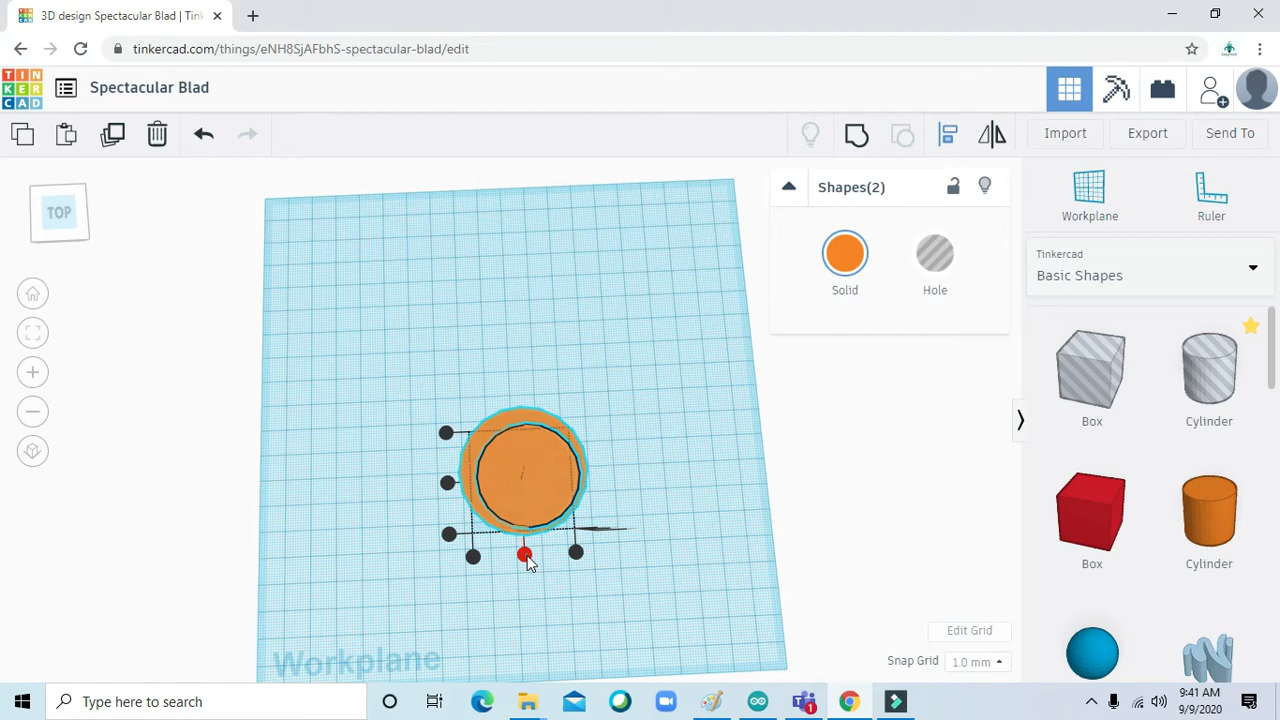 3D design Spectacular Blad | Tink
tinkercad.com/things/eNH8SjAFbhS-spectacular-blad/edit
TIN
KER
CAD
Spectacular Blad
Import
Export
Send To
TOP
Shapes(2)
Solid
Hole
Workplane
Ruler
Tinkercad
Basic Shapes
Box
Cylinder
Box
Cylinder
Workplane
Edit Grid
Snap Grid
1.0 mm
Type here to search
1
9:41 AM
9/9/2020